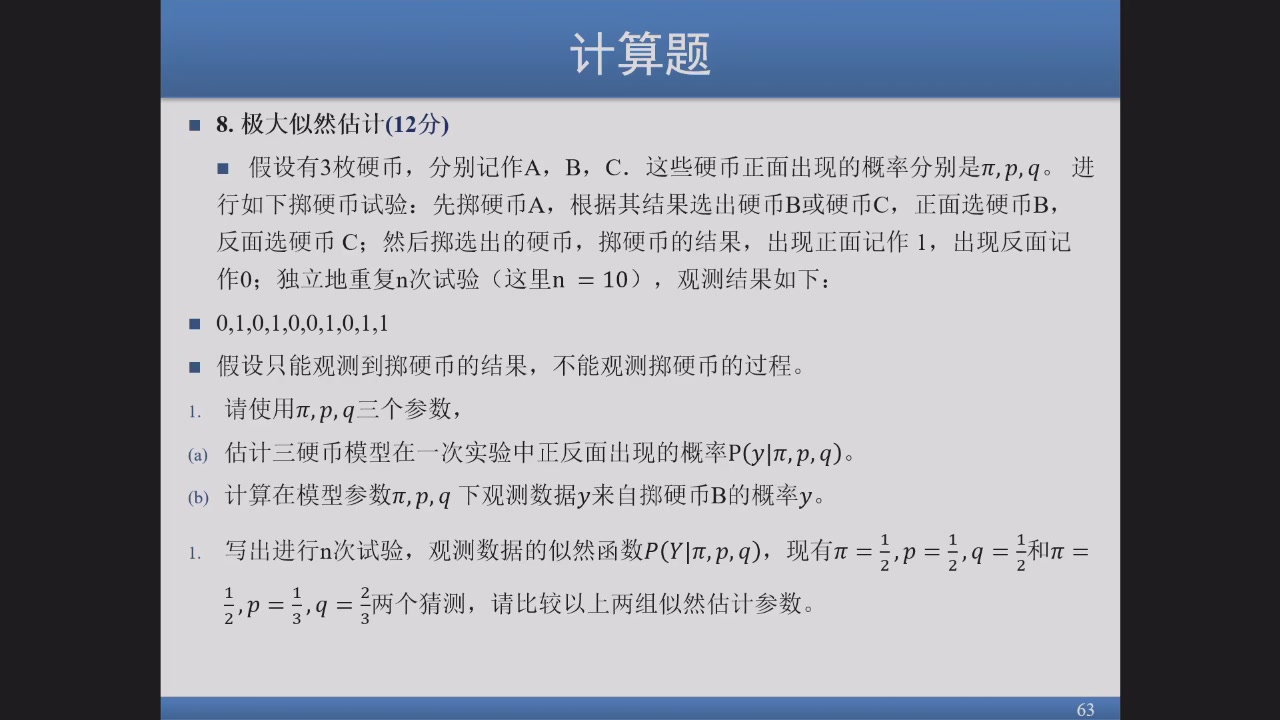 计算题
8. 极大似然估计(12分)
假设有3枚硬币，分别记作A，B，C．这些硬币正面出现的概率分别是π, p, q。 进
行如下掷硬币试验：先掷硬币A，根据其结果选出硬币B或硬币C，正面选硬币B，
反面选硬币 C；然后掷选出的硬币，掷硬币的结果，出现正面记作 1，出现反面记
作0；独立地重复n次试验（这里n = 10），观测结果如下：
0,1,0,1,0,0,1,0,1,1
假设只能观测到掷硬币的结果，不能观测掷硬币的过程。
1. 请使用π, p, q三个参数，
(a) 估计三硬币模型在一次实验中正反面出现的概率P(y|π, p, q)。
(b) 计算在模型参数π, p, q 下观测数据y来自掷硬币B的概率y。
1. 写出进行n次试验，观测数据的似然函数P(Y|π, p, q)，现有π = 1/2, p = 1/2, q = 1/2和π =
1/2, p = 1/3, q = 2/3两个猜测，请比较以上两组似然估计参数。
63